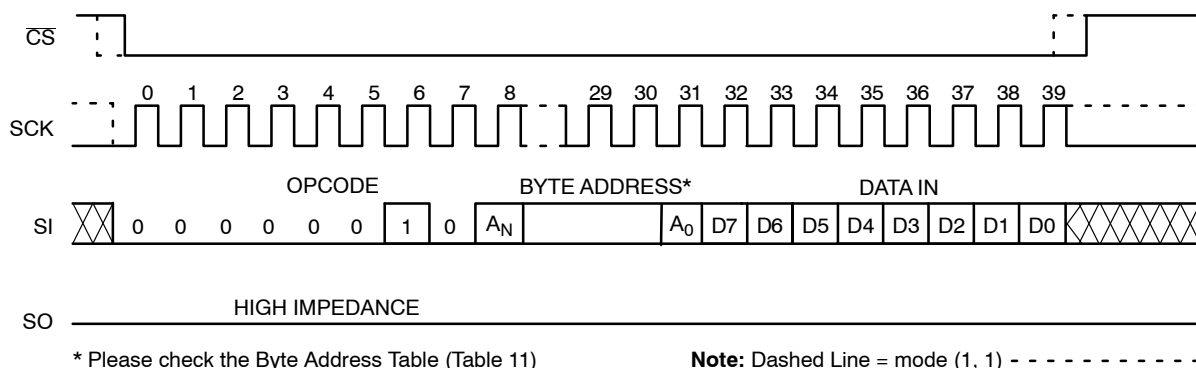 CS
0 1 2 3 4 5 6 7 8 29 30 31 32 33 34 35 36 37 38 39
SCK
OPCODE BYTE ADDRESS* DATA IN
SI 0 0 0 0 0 0 1 0 AN A0 D7 D6 D5 D4 D3 D2 D1 D0
HIGH IMPEDANCE
SO
* Please check the Byte Address Table (Table 11) Note: Dashed Line = mode (1, 1)